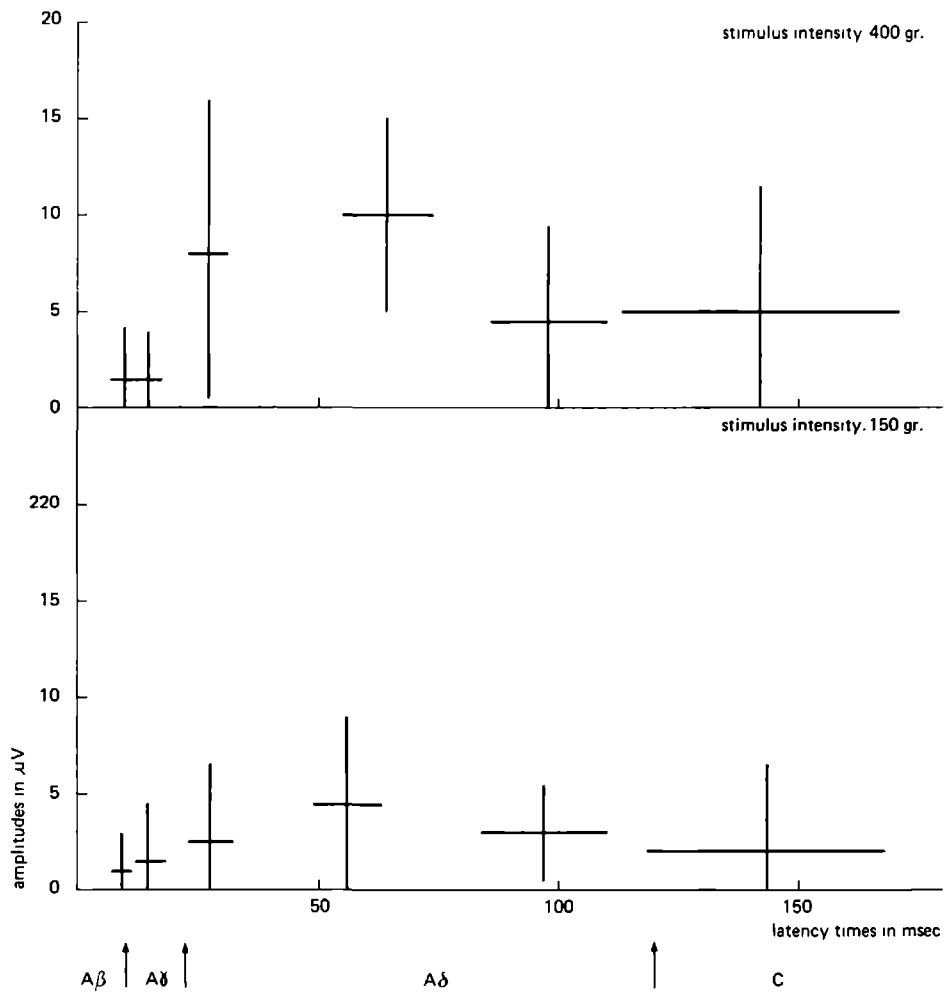 20
stimulus intensity 400 gr.
15
10
5
0
stimulus intensity. 150 gr.
220
15
10
5
0
amplitudes in μV
50
100
150
latency times in msec
Aβ
Aɣ
Aδ
C